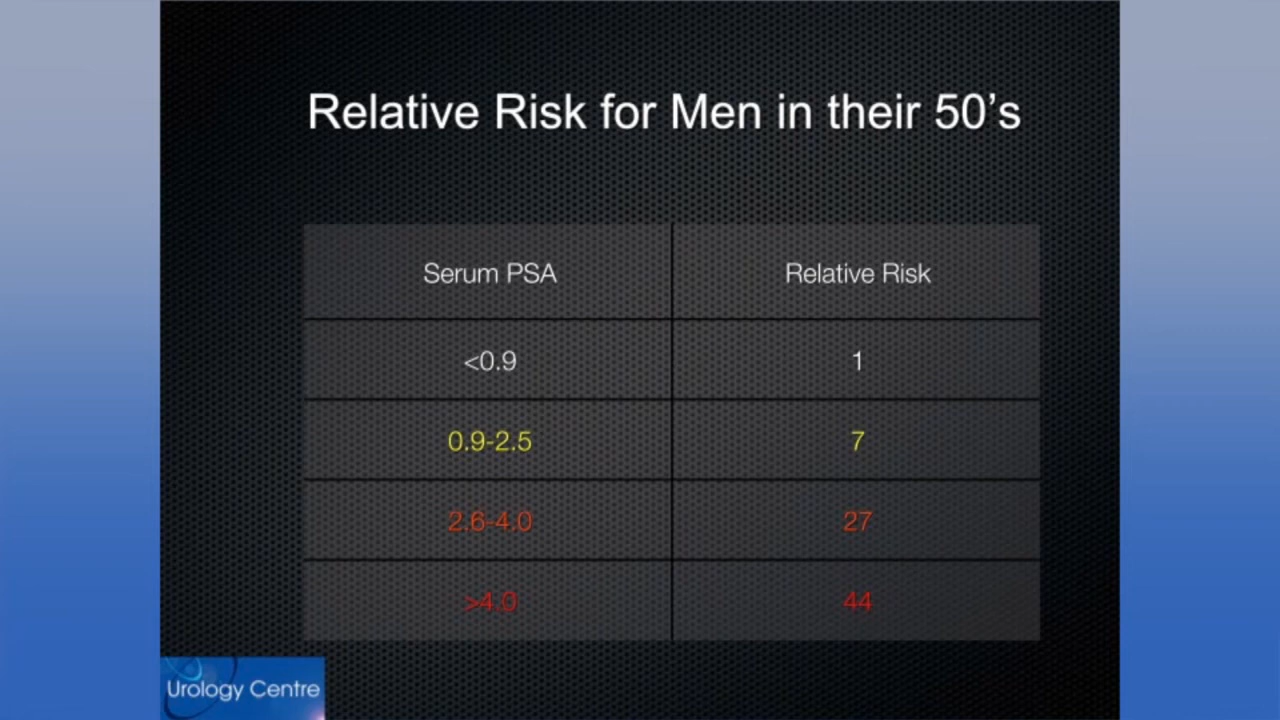 Relative Risk for Men in their 50's
Serum PSA Relative Risk
<0.9 1
0.9-2.5 7
2.6-4.0 27
>4.0 44
Urology Centre